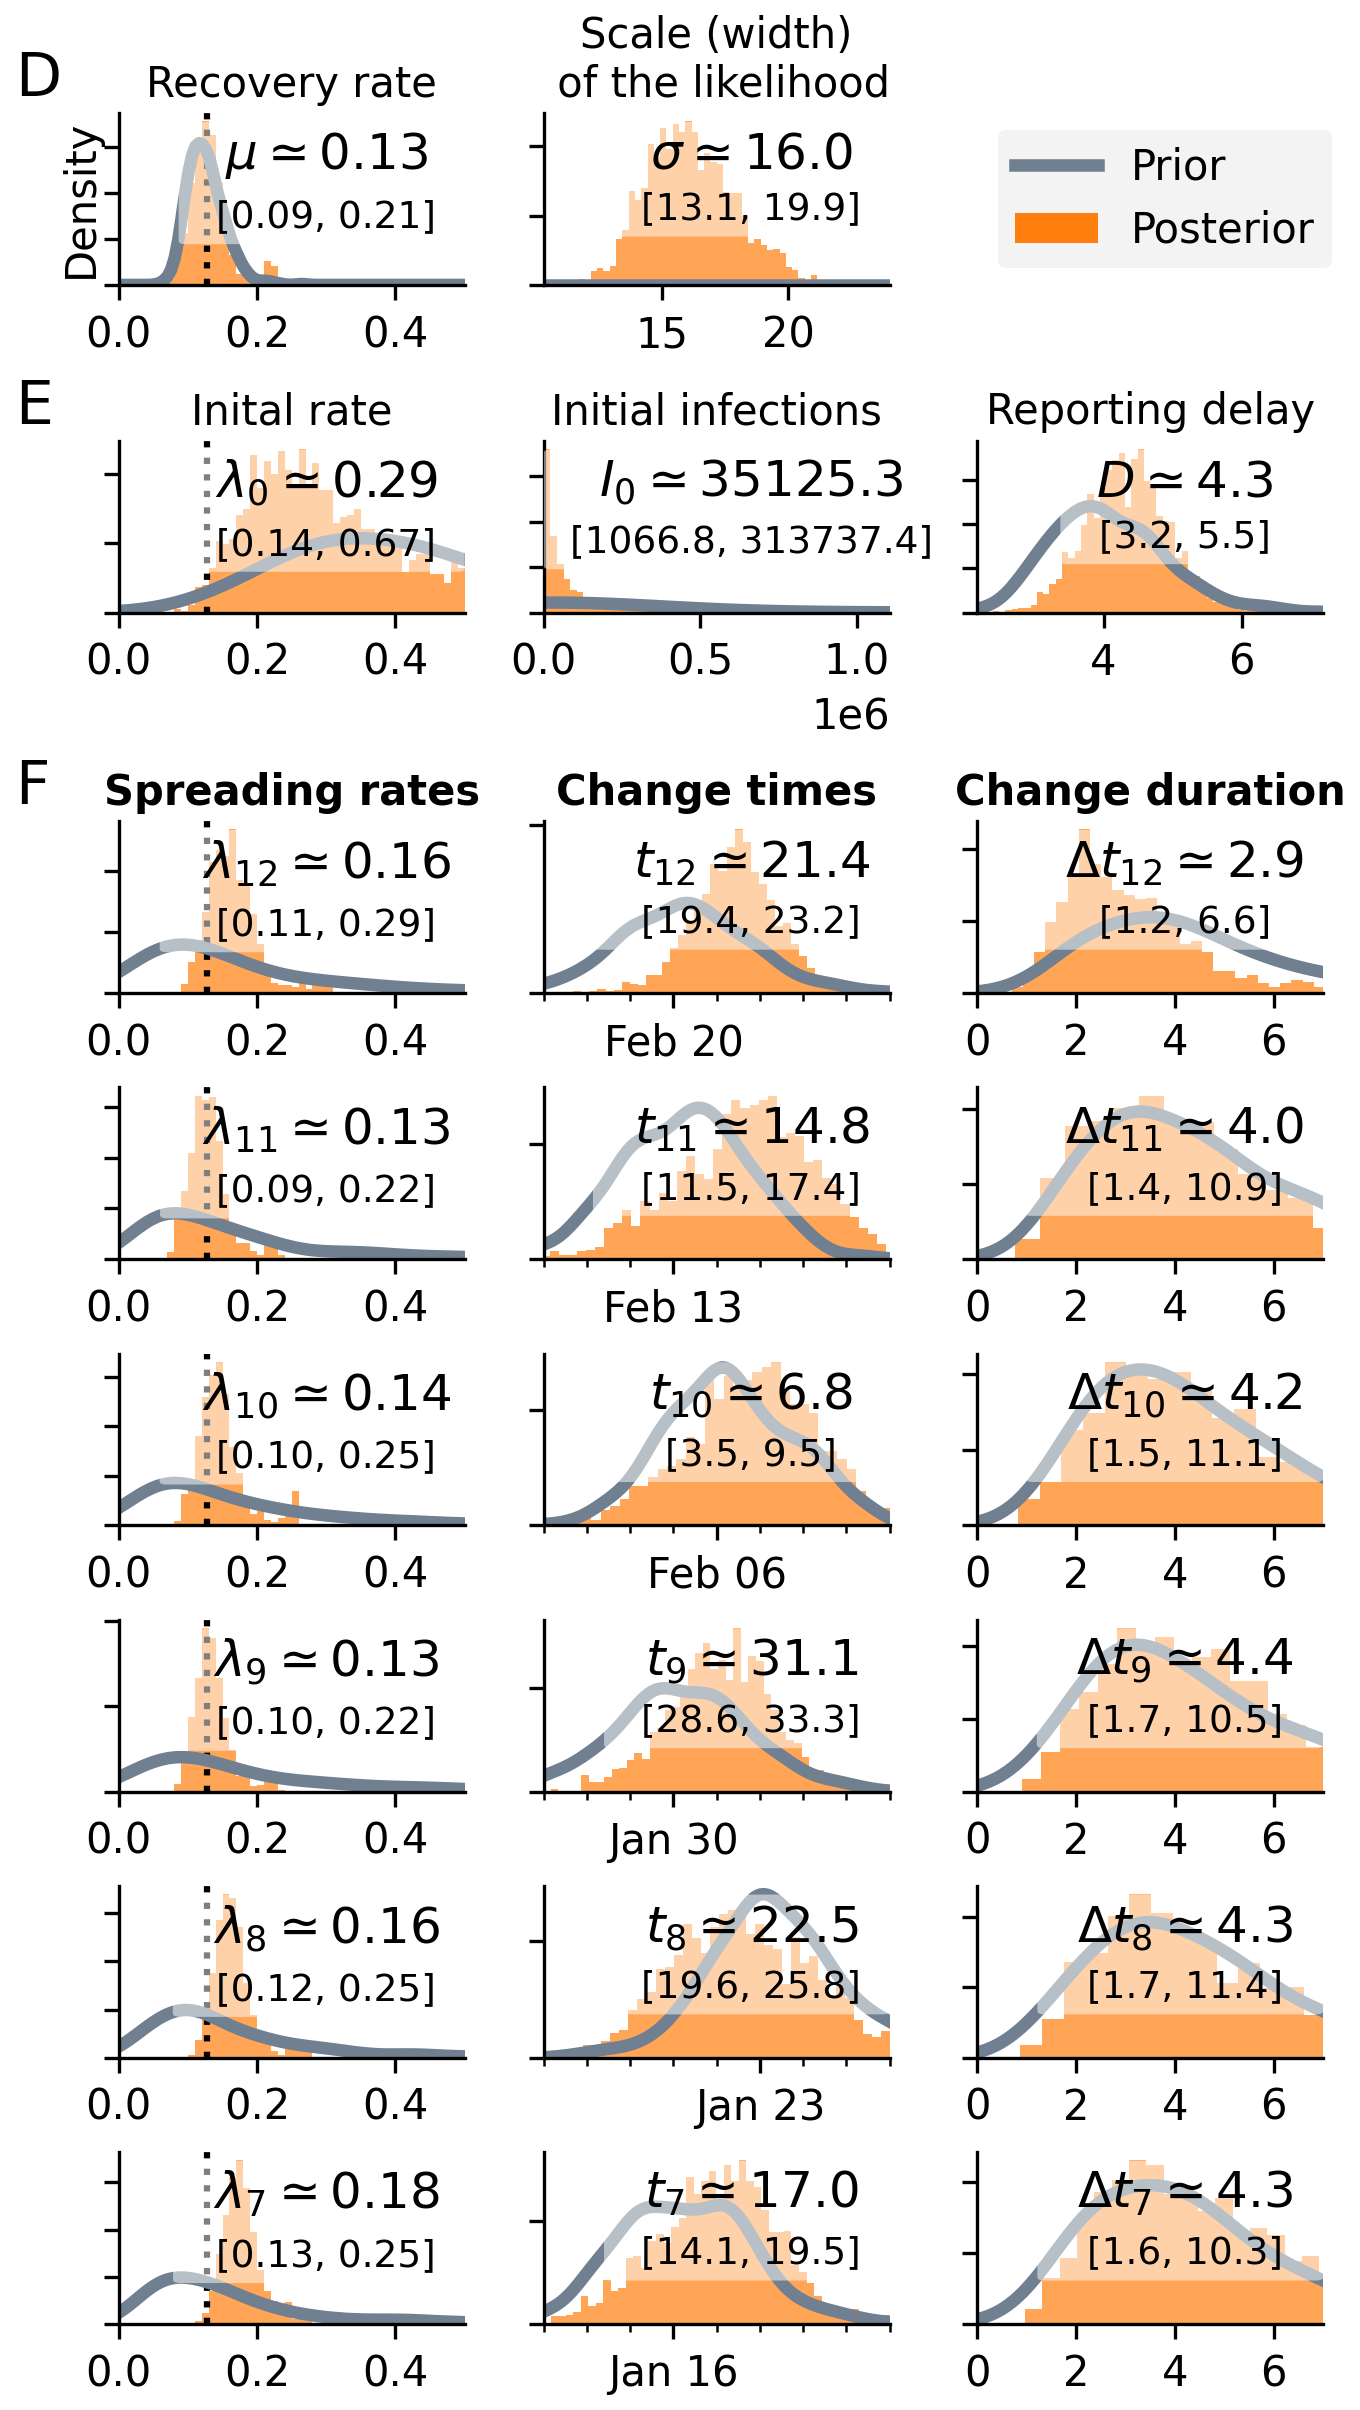 D
Recovery rate
Scale (width)
of the likelihood
Density
μ ≃ 0.13
[0.09, 0.21]
0.0 0.2 0.4
σ ≃ 16.0
[13.1, 19.9]
15 20
Prior
Posterior
E
Inital rate
λ0 ≃ 0.29
[0.14, 0.67]
0.0 0.2 0.4
Initial infections
I0 ≃ 35125.3
[1066.8, 313737.4]
0.0 0.5 1.0
1e6
Reporting delay
D ≃ 4.3
[3.2, 5.5]
4 6
F
Spreading rates
Change times
Change duration
λ12 ≃ 0.16
[0.11, 0.29]
0.0 0.2 0.4
t12 ≃ 21.4
[19.4, 23.2]
Feb 20
Δt12 ≃ 2.9
[1.2, 6.6]
0 2 4 6
λ11 ≃ 0.13
[0.09, 0.22]
0.0 0.2 0.4
t11 ≃ 14.8
[11.5, 17.4]
Feb 13
Δt11 ≃ 4.0
[1.4, 10.9]
0 2 4 6
λ10 ≃ 0.14
[0.10, 0.25]
0.0 0.2 0.4
t10 ≃ 6.8
[3.5, 9.5]
Feb 06
Δt10 ≃ 4.2
[1.5, 11.1]
0 2 4 6
λ9 ≃ 0.13
[0.10, 0.22]
0.0 0.2 0.4
t9 ≃ 31.1
[28.6, 33.3]
Jan 30
Δt9 ≃ 4.4
[1.7, 10.5]
0 2 4 6
λ8 ≃ 0.16
[0.12, 0.25]
0.0 0.2 0.4
t8 ≃ 22.5
[19.6, 25.8]
Jan 23
Δt8 ≃ 4.3
[1.7, 11.4]
0 2 4 6
λ7 ≃ 0.18
[0.13, 0.25]
0.0 0.2 0.4
t7 ≃ 17.0
[14.1, 19.5]
Jan 16
Δt7 ≃ 4.3
[1.6, 10.3]
0 2 4 6